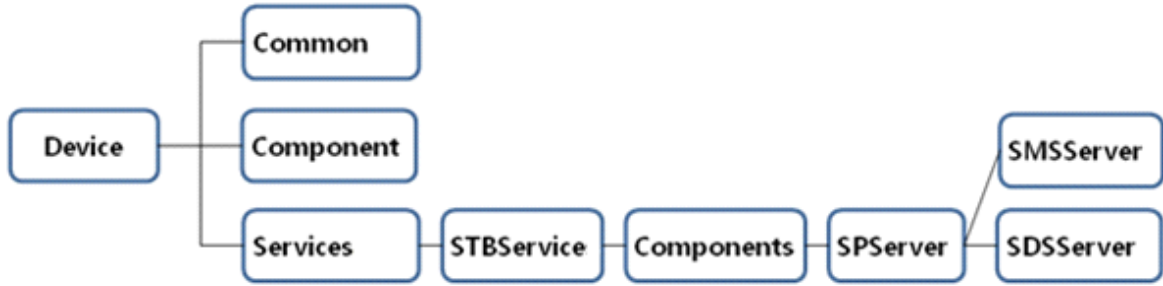 Common
Device
Component
SMSServer
Services
STBService
Components
SPServer
SDSServer